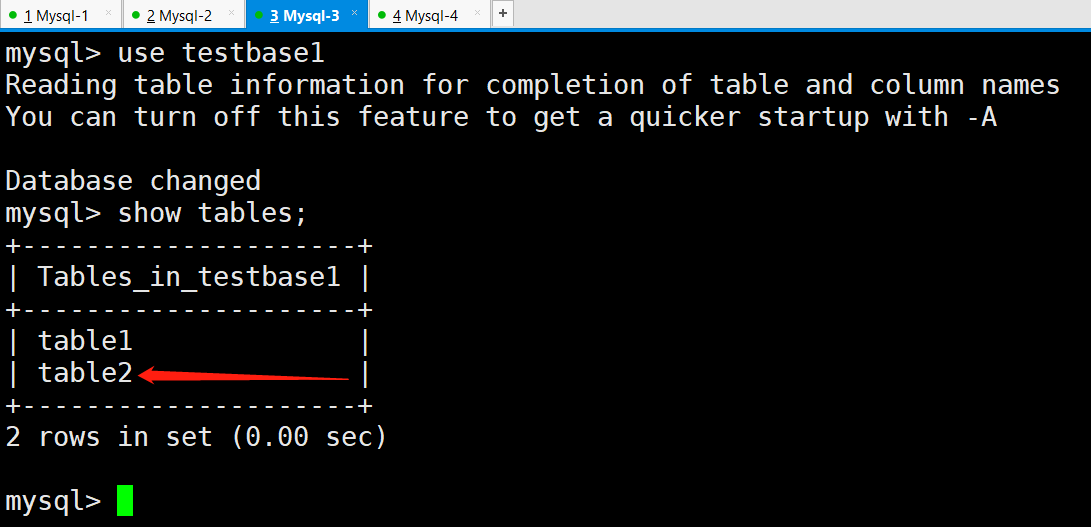 1 Mysql-1 × 2 Mysql-2 × 3 Mysql-3 × 4 Mysql-4 × +
mysql> use testbase1
Reading table information for completion of table and column names
You can turn off this feature to get a quicker startup with -A
Database changed
mysql> show tables;
+---------------------+
| Tables_in_testbase1 |
+---------------------+
| table1              |
| table2              |
+---------------------+
2 rows in set (0.00 sec)
mysql>